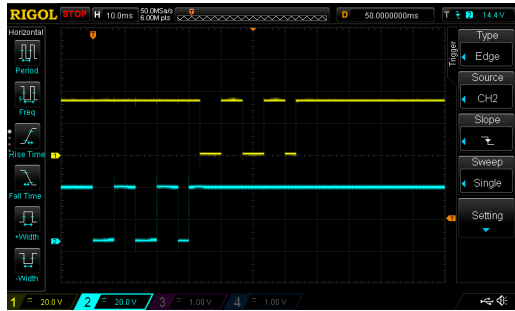 RIGOL STOP H 10.0ms 50.0MSa/s 6.00M pts D 50.0000000ms T 2 14.4V
Horizontal
Period
Freq
Rise Time
Fall Time
+Width
-Width
1
2
T
T
Trigger
Type
Edge
Source
CH2
Slope
Sweep
Single
Setting
1 = 20.0 V 2 = 20.0 V 3 = 1.00 V 4 = 1.00 V